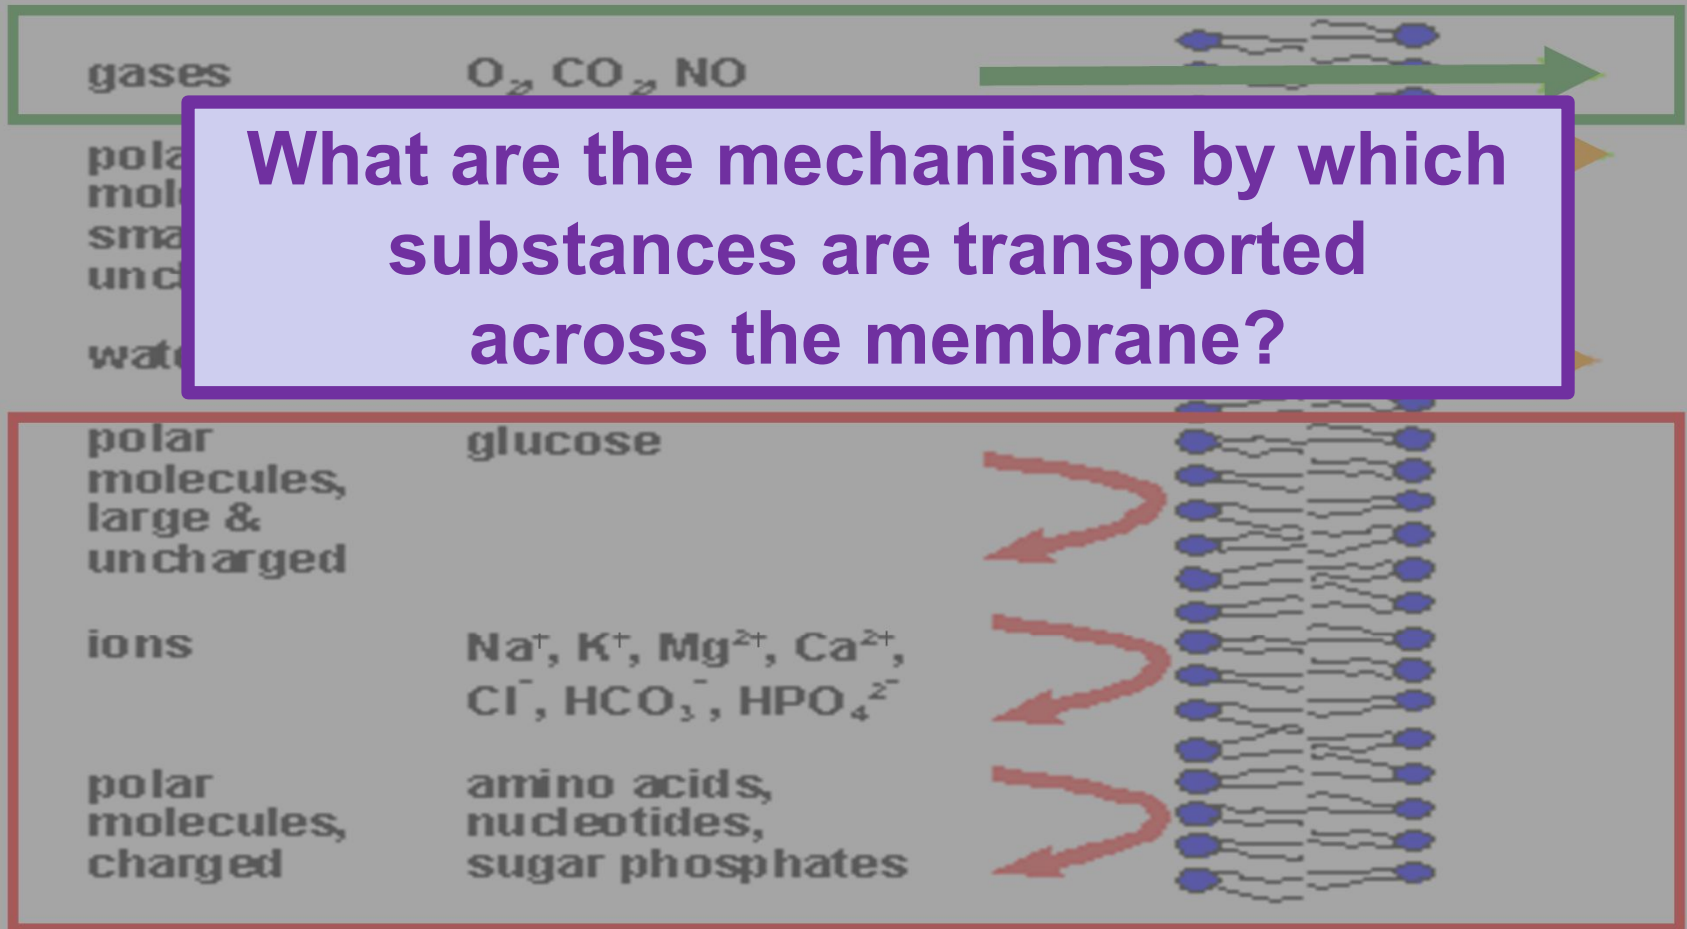 gases O₂, CO₂, NO
What are the mechanisms by which
substances are transported
across the membrane?
polar glucose
molecules,
large &
uncharged
ions Na⁺, K⁺, Mg²⁺, Ca²⁺,
Cl⁻, HCO₃⁻, HPO₄²⁻
polar amino acids,
molecules, nucleotides,
charged sugar phosphates